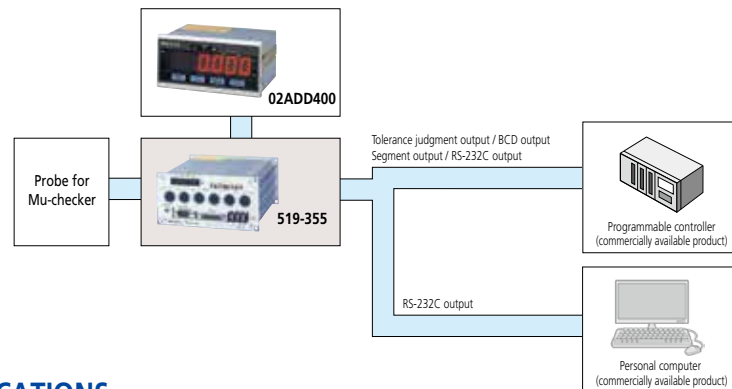 02ADD400
Probe for
Mu-checker
519-355
Tolerance judgment output / BCD output
Segment output / RS-232C output
Programmable controller
(commercially available product)
RS-232C output
Personal computer
(commercially available product)